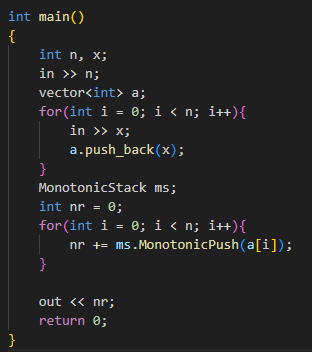 int main()
{
    int n, x;
    in >> n;
    vector<int> a;
    for(int i = 0; i < n; i++){
        in >> x;
        a.push_back(x);
    }
    MonotonicStack ms;
    int nr = 0;
    for(int i = 0; i < n; i++){
        nr += ms.MonotonicPush(a[i]);
    }

    out << nr;
    return 0;
}